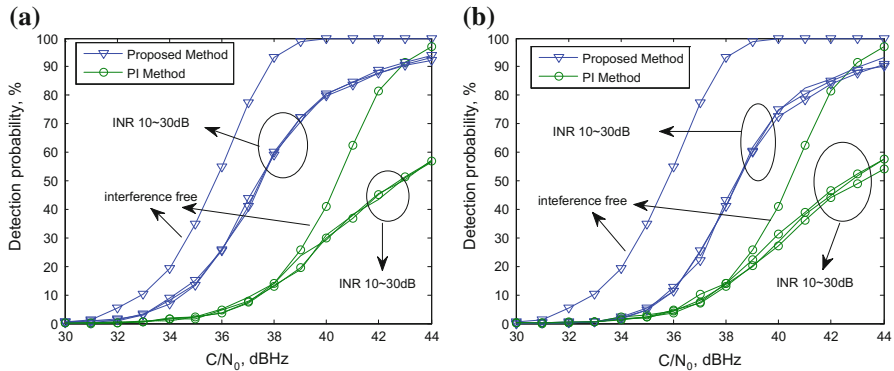 (a)
100
90
80
70
60
50
40
30
20
10
0
Detection probability, %
Proposed Method
PI Method
INR 10~30dB
interference free
INR 10~30dB
30 32 34 36 38 40 42 44
C/N0, dBHz
(b)
100
90
80
70
60
50
40
30
20
10
0
Detection probability, %
Proposed Method
PI Method
INR 10~30dB
inteference free
INR 10~30dB
30 32 34 36 38 40 42 44
C/N0, dBHz